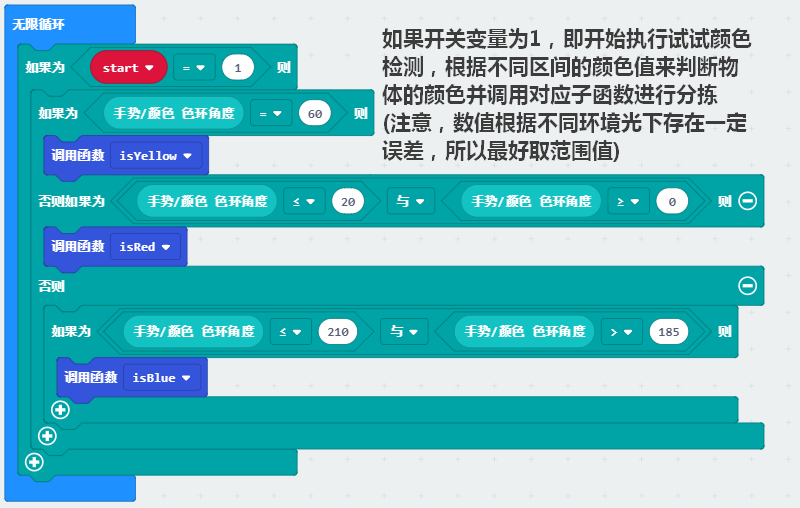 无限循环
如果为 start = 1 则
如果为 手势/颜色 色环角度 = 60 则
调用函数 isYellow
否则如果为 手势/颜色 色环角度 ≤ 20 与 手势/颜色 色环角度 ≥ 0 则
调用函数 isRed
否则
如果为 手势/颜色 色环角度 ≤ 210 与 手势/颜色 色环角度 > 185 则
调用函数 isBlue
如果开关变量为1，即开始执行试试颜色
检测，根据不同区间的颜色值来判断物
体的颜色并调用对应子函数进行分拣
(注意，数值根据不同环境光下存在一定
误差，所以最好取范围值)